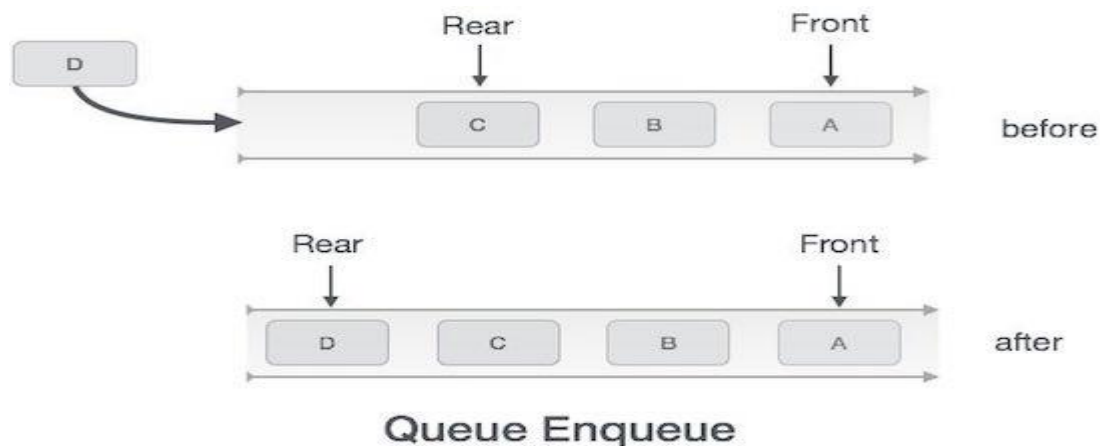 Rear Front
D
C B A before
Rear Front
D C B A after
Queue Enqueue